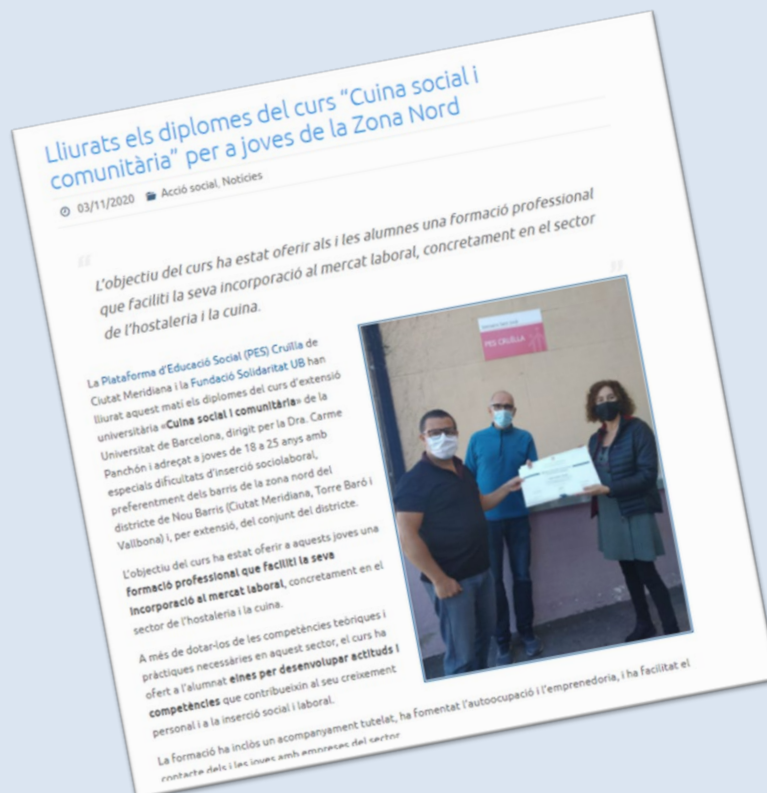 Lliurats els diplomes del curs "Cuina social i
comunitària" per a joves de la Zona Nord
03/11/2020 Acció social, Notícies
L'objectiu del curs ha estat oferir als i les alumnes una formació professional
que faciliti la seva incorporació al mercat laboral, concretament en el sector
de l'hostaleria i la cuina.
La Plataforma d'Educació Social (PES) Cruïlla de
Ciutat Meridiana i la Fundació Solidaritat UB han
lliurat aquest matí els diplomes del curs d'extensió
universitària «Cuina social i comunitària» de la
Universitat de Barcelona, dirigit per la Dra. Carme
Panchón i adreçat a joves de 18 a 25 anys amb
especials dificultats d'inserció sociolaboral,
preferentment dels barris de la zona nord del
districte de Nou Barris (Ciutat Meridiana, Torre Baró i
Vallbona) i, per extensió, del conjunt del districte.
L'objectiu del curs ha estat oferir a aquests joves una
formació professional que faciliti la seva
incorporació al mercat laboral, concretament en el
sector de l'hostaleria i la cuina.
A més de dotar-los de les competències teòriques i
pràctiques necessàries en aquest sector, el curs ha
ofert a l'alumnat eines per desenvolupar actituds i
competències que contribueixin al seu creixement
personal i a la inserció social i laboral.
La formació ha inclòs un acompanyament tutelat, ha fomentat l'autoocupació i l'emprenedoria, i ha facilitat el
contacte dels i les joves amb empreses del sector
PES CRUÏLLA